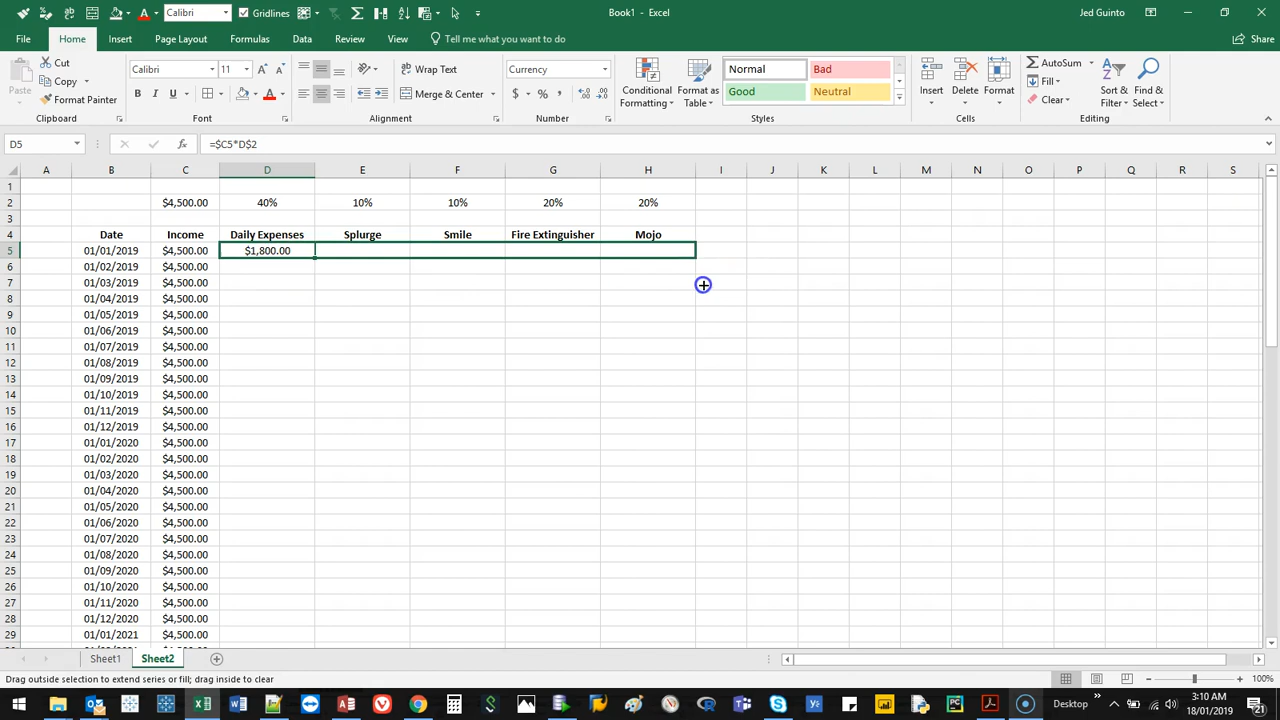 Calibri Gridlines Book1 - Excel Jed Guinto
File Home Insert Page Layout Formulas Data Review View Tell me what you want to do Share
Paste Cut Copy Format Painter Clipboard
Calibri 11 B I U Font
Wrap Text Merge & Center Alignment
Currency $ % Number
Conditional Formatting Format as Table Normal Bad Good Neutral Styles
Insert Delete Format Cells
AutoSum Fill Clear Sort & Filter Find & Select Editing
D5 fx =$C5*D$2
A B C D E F G H I J K L M N O P Q R S
1
2 $4,500.00 40% 10% 10% 20% 20%
3
4 Date Income Daily Expenses Splurge Smile Fire Extinguisher Mojo
5 01/01/2019 $4,500.00 $1,800.00
6 01/02/2019 $4,500.00
7 01/03/2019 $4,500.00
8 01/04/2019 $4,500.00
9 01/05/2019 $4,500.00
10 01/06/2019 $4,500.00
11 01/07/2019 $4,500.00
12 01/08/2019 $4,500.00
13 01/09/2019 $4,500.00
14 01/10/2019 $4,500.00
15 01/11/2019 $4,500.00
16 01/12/2019 $4,500.00
17 01/01/2020 $4,500.00
18 01/02/2020 $4,500.00
19 01/03/2020 $4,500.00
20 01/04/2020 $4,500.00
21 01/05/2020 $4,500.00
22 01/06/2020 $4,500.00
23 01/07/2020 $4,500.00
24 01/08/2020 $4,500.00
25 01/09/2020 $4,500.00
26 01/10/2020 $4,500.00
27 01/11/2020 $4,500.00
28 01/12/2020 $4,500.00
29 01/01/2021 $4,500.00
Sheet1 Sheet2
Drag outside selection to extend series or fill; drag inside to clear 100%
Desktop 3:10 AM
18/01/2019